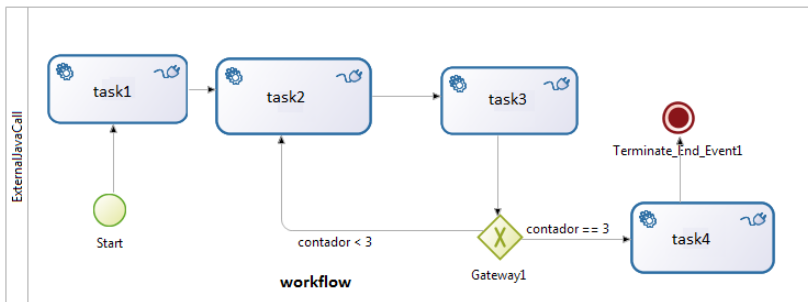 ExternalJavaCall
task1
task2
task3
Terminate_End_Event1
Start
contador < 3
contador == 3
task4
Gateway1
workflow